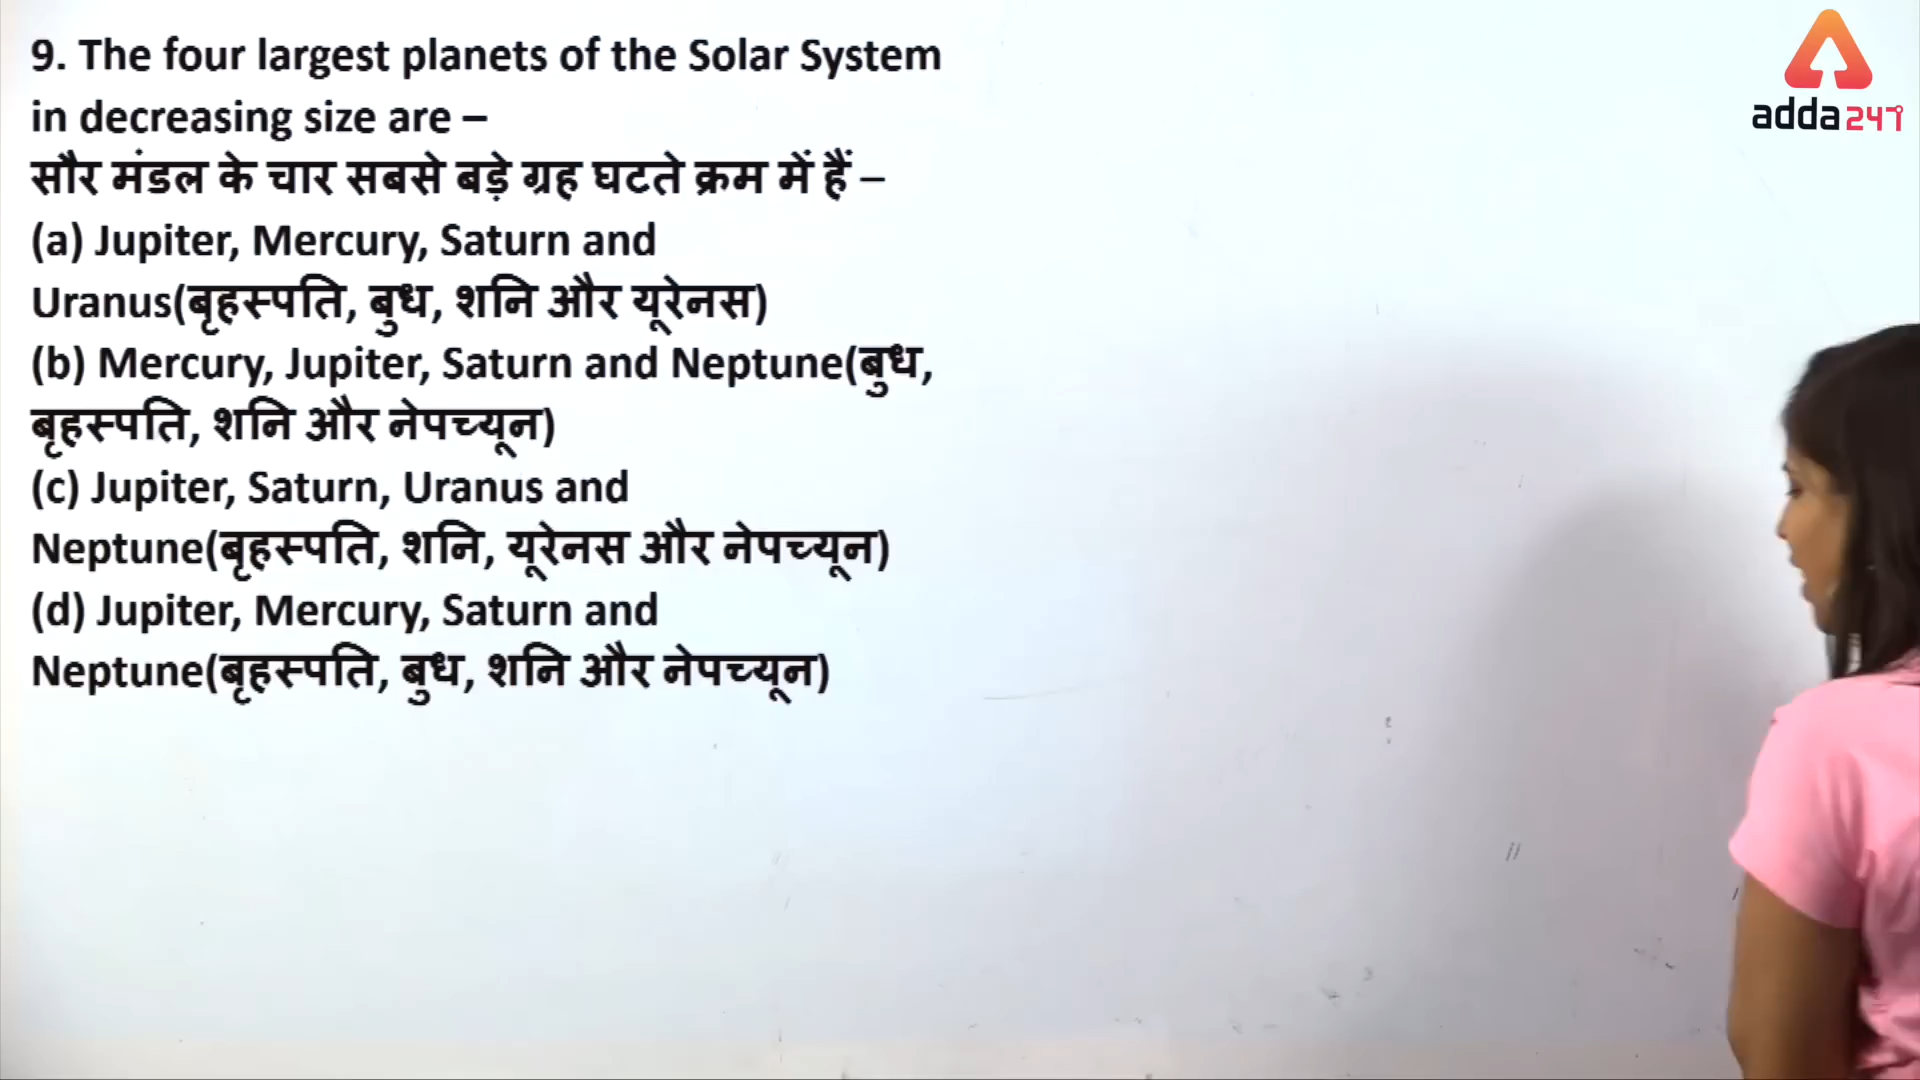 9. The four largest planets of the Solar System
in decreasing size are –
सौर मंडल के चार सबसे बड़े ग्रह घटते क्रम में हैं –
(a) Jupiter, Mercury, Saturn and
Uranus(बृहस्पति, बुध, शनि और यूरेनस)
(b) Mercury, Jupiter, Saturn and Neptune(बुध,
बृहस्पति, शनि और नेपच्यून)
(c) Jupiter, Saturn, Uranus and
Neptune(बृहस्पति, शनि, यूरेनस और नेपच्यून)
(d) Jupiter, Mercury, Saturn and
Neptune(बृहस्पति, बुध, शनि और नेपच्यून)
adda247